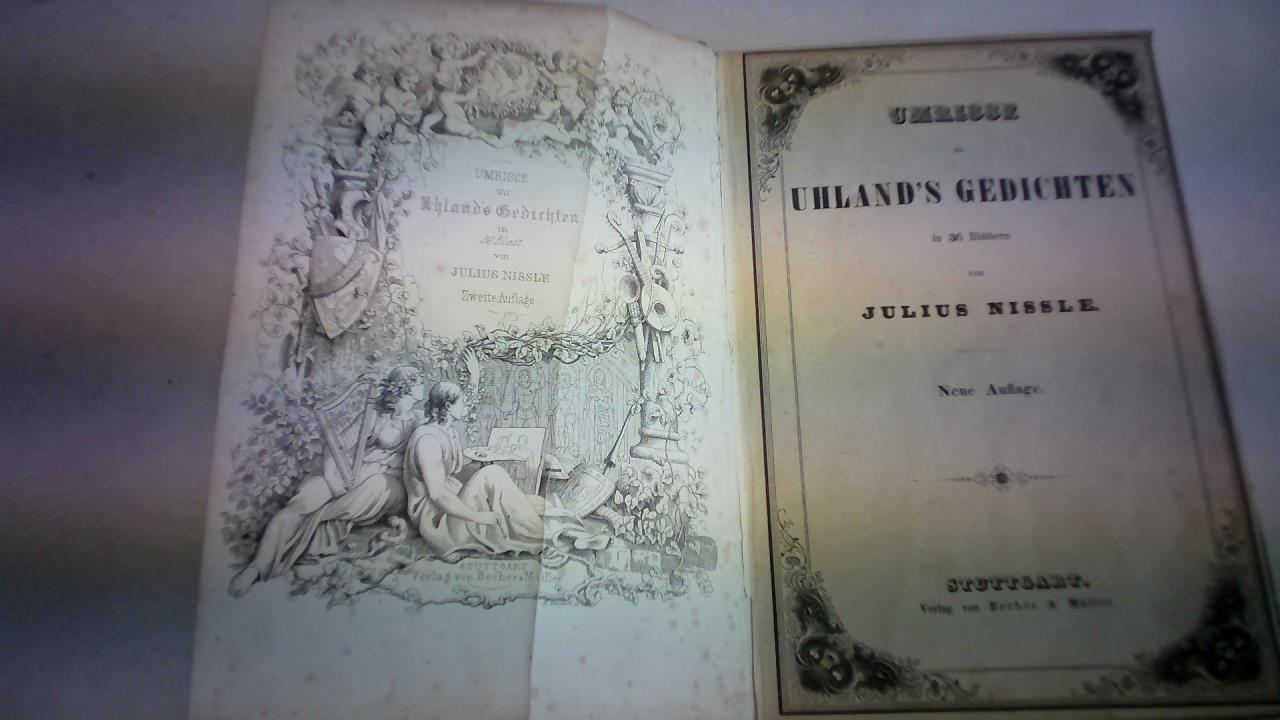 UMRISSE
zu
Uhland's Gedichten
in
36 Blatt
von
JULIUS NISSLE.
Zweite Auflage.
STUTTGART
Verlag von Becher & Müller
UMRISSE
zu
UHLAND'S GEDICHTEN
in 36 Blättern
von
JULIUS NISSLE.
Neue Auflage.
STUTTGART.
Verlag von Becher & Müller.